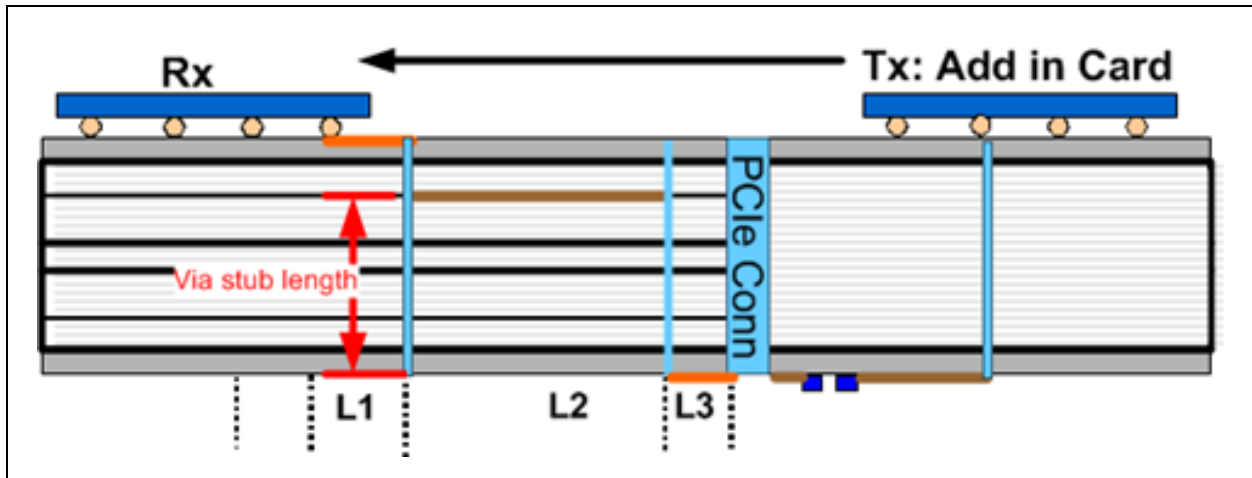 Rx
Tx: Add in Card
PCIe Conn
Via stub length
L1
L2
L3